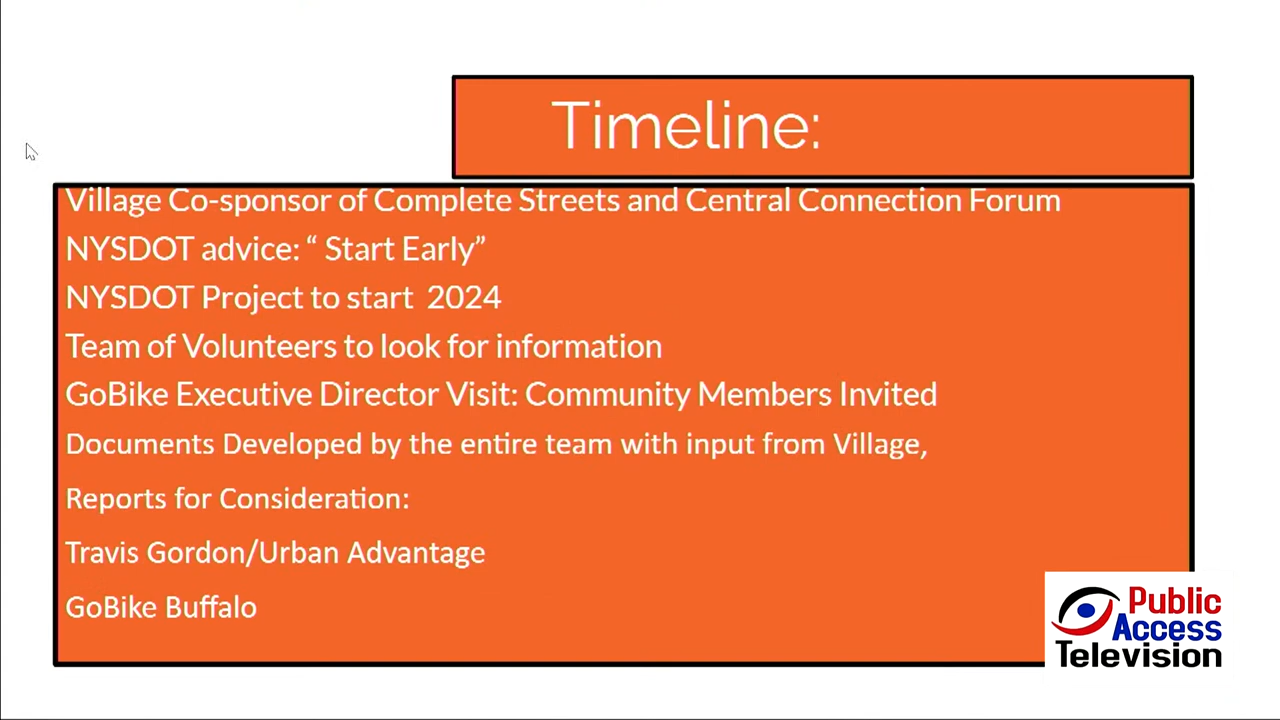 Timeline:
Village Co-sponsor of Complete Streets and Central Connection Forum
NYSDOT advice: “ Start Early”
NYSDOT Project to start  2024
Team of Volunteers to look for information
GoBike Executive Director Visit: Community Members Invited
Documents Developed by the entire team with input from Village,
Reports for Consideration:
Travis Gordon/Urban Advantage
GoBike Buffalo
Public
Access
Television